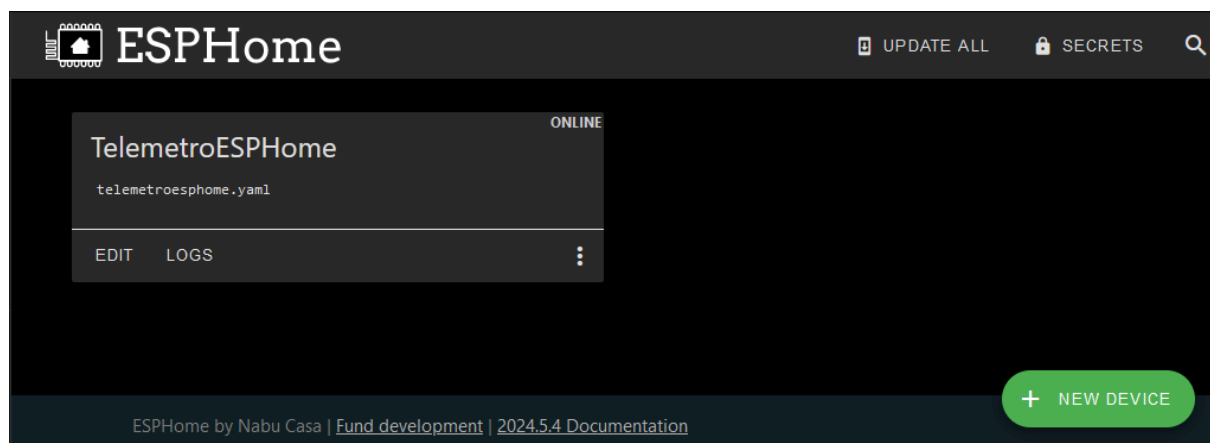 ESPHome
UPDATE ALL
SECRETS
ONLINE
TelemetroESPHome
telemetroesphome.yaml
EDIT
LOGS
+ NEW DEVICE
ESPHome by Nabu Casa | Fund development | 2024.5.4 Documentation